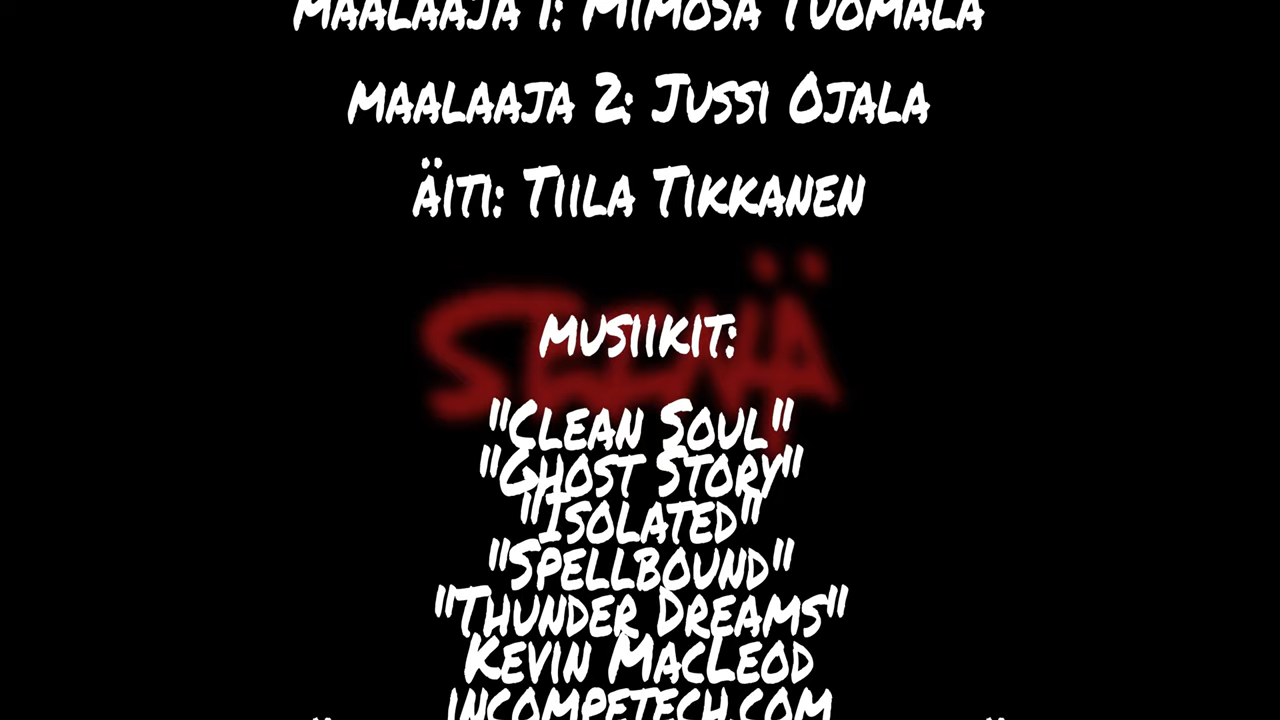 maalaaja 1: Mimosa Tuomala
maalaaja 2: Jussi Ojala
äiti: Tiila Tikkanen
musiikit:
"Clean Soul"
"Ghost Story"
"Isolated"
"Spellbound"
"Thunder Dreams"
Kevin MacLeod
incompetech.com